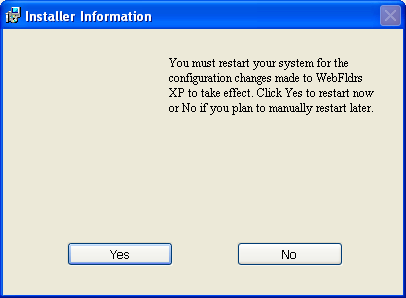 Installer Information
You must restart your system for the
configuration changes made to WebFldrs
XP to take effect. Click Yes to restart now
or No if you plan to manually restart later.
Yes
No